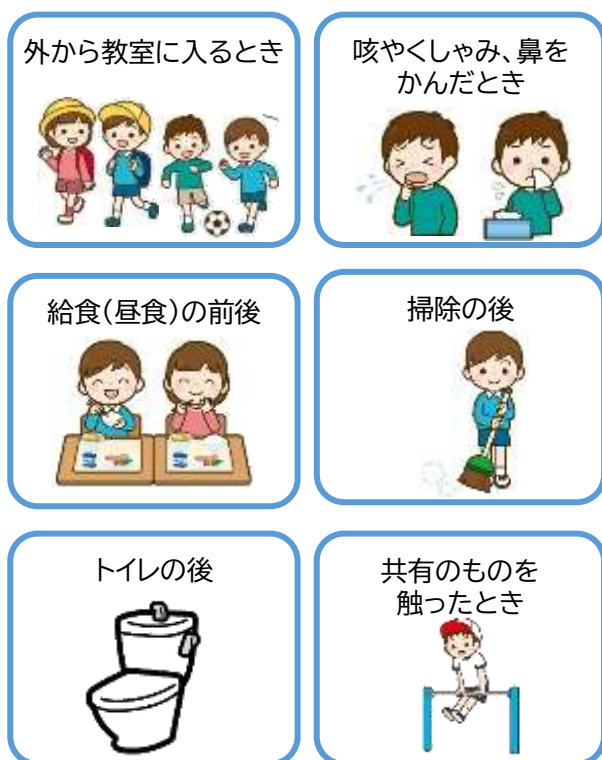 外から教室に入るとき
咳やくしゃみ、鼻を
かんだとき
給食(昼食)の前後
掃除の後
トイレの後
共有のものを
触ったとき